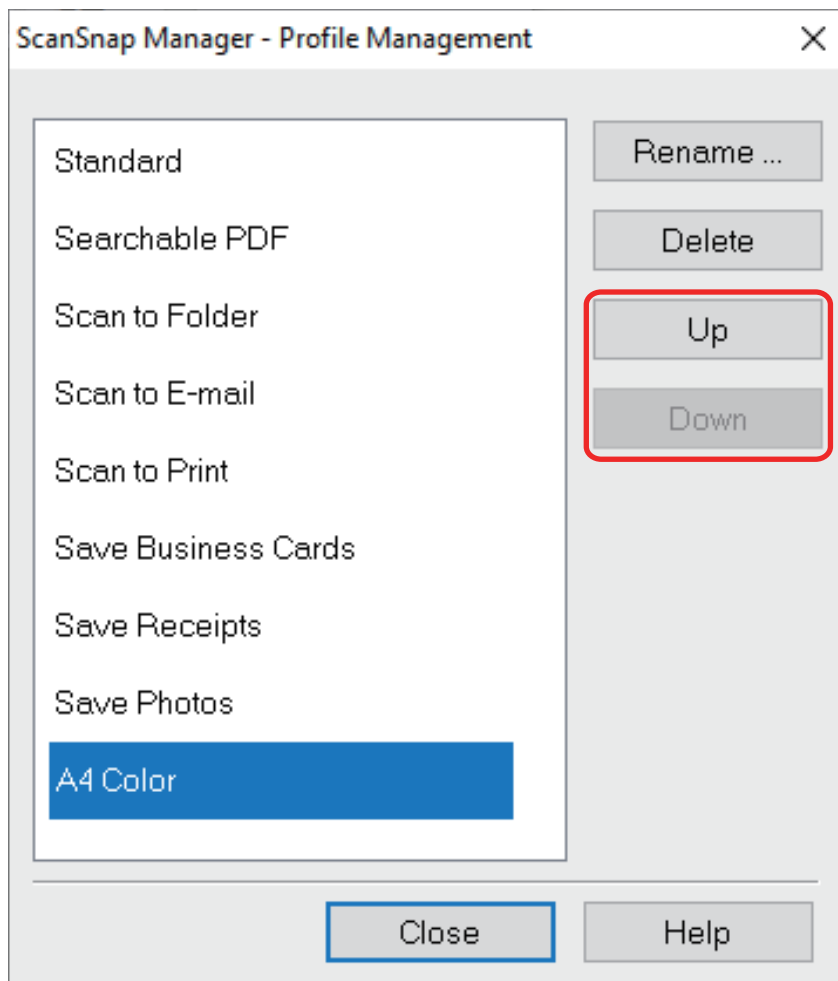 ScanSnap Manager - Profile Management
Standard
Searchable PDF
Scan to Folder
Scan to E-mail
Scan to Print
Save Business Cards
Save Receipts
Save Photos
A4 Color
Rename ...
Delete
Up
Down
Close
Help